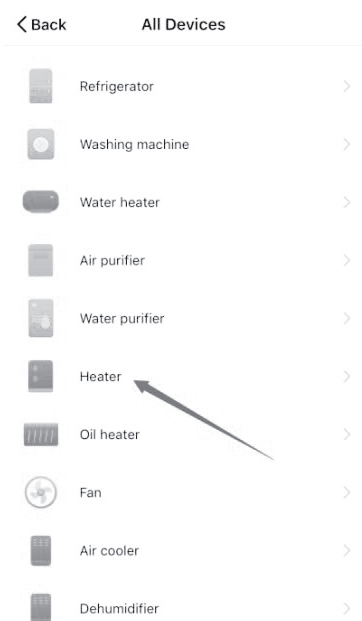 Back All Devices
Refrigerator
Washing machine
Water heater
Air purifier
Water purifier
Heater
Oil heater
Fan
Air cooler
Dehumidifier